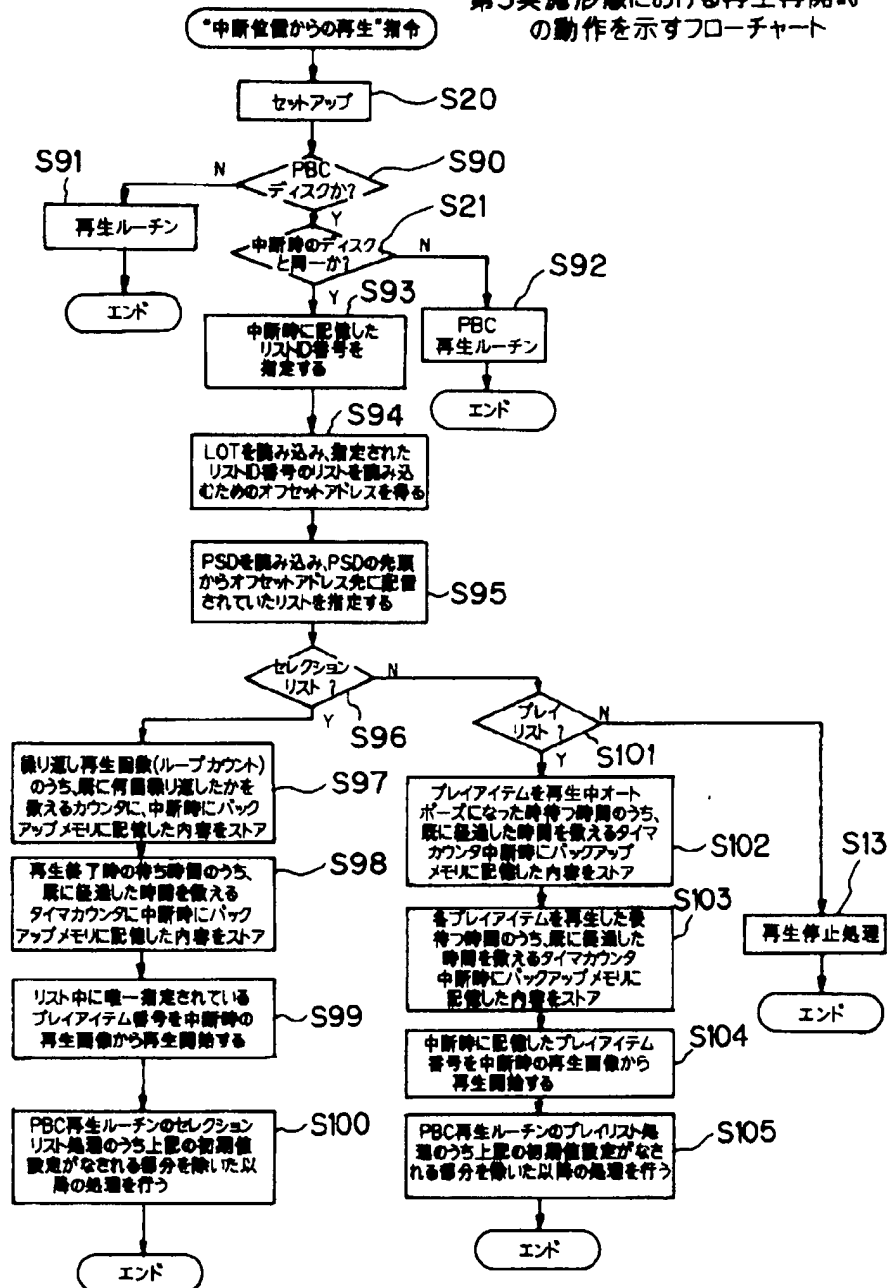 の動作を示すフローチャート
"中断位置からの再生"指令
セットアップ
S20
S90
PBC
ディスクか?
N
Y
S91
再生ルーチン
エンド
S21
中断時のディスク
と同一か?
N
Y
S92
PBC
再生ルーチン
エンド
S93
中断時に記憶した
リストID番号を
指定する
S94
LOTを読み込み、指定された
リストID番号のリストを読み込
むためのオフセットアドレスを得る
PSDを読み込み、PSDの先頭
からオフセットアドレス先に配置
されていたリストを指定する
S95
セレクション
リスト?
N
Y
S96
プレイ
リスト?
N
Y
S101
繰り返し再生回数(ループカウント)
のうち、既に何回繰り返したかを
数えるカウンタに、中断時にバック
アップメモリに記憶した内容をストア
S97
再生終了時の待ち時間のうち、
既に経過した時間を数える
タイマカウンタに中断時にバック
アップメモリに記憶した内容をストア
S98
リスト中に唯一指定されている
プレイアイテム番号を中断時の
再生画像から再生開始する
S99
PBC再生ルーチンのセレクション
リスト処理のうち上記の初期値
設定がなされる部分を除いた以
降の処理を行う
S100
エンド
プレイアイテムを再生中オート
ポーズになった時待つ時間のうち、
既に経過した時間を数えるタイマ
カウンタ中断時にバックアップ
メモリに記憶した内容をストア
S102
各プレイアイテムを再生した後
待つ時間のうち、既に経過した
時間を数えるタイマカウンタ
中断時にバックアップメモリに
記憶した内容をストア
S103
中断時に記憶したプレイアイテム
番号を中断時の再生画像から
再生開始する
S104
PBC再生ルーチンのプレイリスト処
理のうち上記の初期値設定がなさ
れる部分を除いた以降の処理を行う
S105
エンド
S13
再生停止処理
エンド